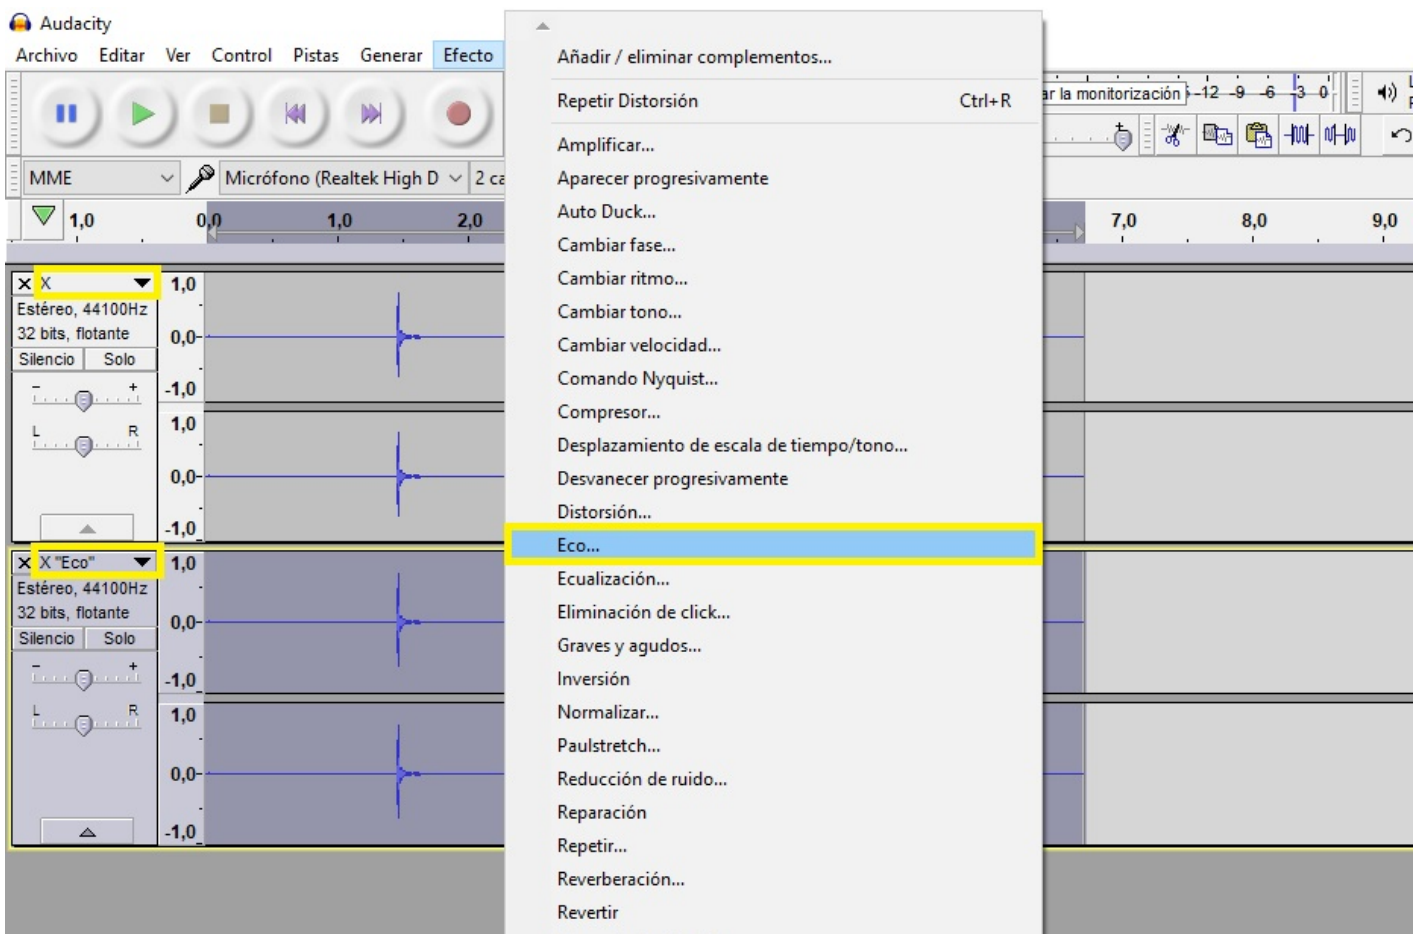 Audacity
Archivo Editar Ver Control Pistas Generar Efecto
Añadir / eliminar complementos...
Repetir Distorsión Ctrl+R
Amplificar...
Aparecer progresivamente
Auto Duck...
Cambiar fase...
Cambiar ritmo...
Cambiar tono...
Cambiar velocidad...
Comando Nyquist...
Compresor...
Desplazamiento de escala de tiempo/tono...
Desvanecer progresivamente
Distorsión...
Eco...
Ecualización...
Eliminación de click...
Graves y agudos...
Inversión
Normalizar...
Paulstretch...
Reducción de ruido...
Reparación
Repetir...
Reverberación...
Revertir
ar la monitorización -12 -9 -6 -3 0
MME Micrófono (Realtek High D 2 ca
1,0 0,0 1,0 2,0 7,0 8,0 9,0
X 1,0
Estéreo, 44100Hz
32 bits, flotante 0,0
Silencio Solo
- + -1,0
L R 1,0
0,0
-1,0
X "Eco" 1,0
Estéreo, 44100Hz
32 bits, flotante 0,0
Silencio Solo
- + -1,0
L R 1,0
0,0
-1,0